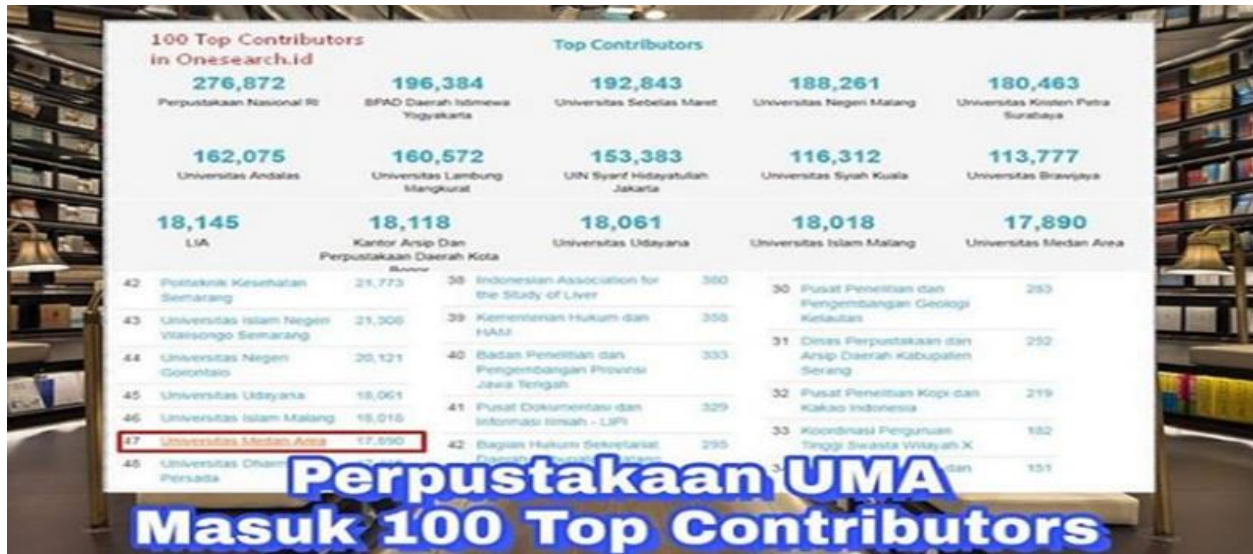 100 Top Contributors
in Onesearch.id
Top Contributors
276,872
Perpustakaan Nasional RI
196,384
BPAD Daerah Istimewa
Yogyakarta
192,843
Universitas Sebelas Maret
188,261
Universitas Negeri Malang
180,463
Universitas Kristen Petra
Surabaya
162,075
Universitas Andalas
160,572
Universitas Lambung
Mangkurat
153,383
UIN Syarif Hidayatullah
Jakarta
116,312
Universitas Syiah Kuala
113,777
Universitas Brawijaya
18,145
LIA
18,118
Kantor Arsip Dan
Perpustakaan Daerah Kota
Bogor
18,061
Universitas Udayana
18,018
Universitas Islam Malang
17,890
Universitas Medan Area
42 Politeknik Kesehatan 21,773
Semarang
43 Universitas Islam Negeri
Walisongo Semarang
44 Universitas Negeri 20,121
Gorontalo
45 Universitas Udayana 18,061
46 Universitas Islam Malang 18,018
47 Universitas Medan Area 17,890
48 Universitas Dharma
Persada
38 Indonesian Association for 360
the Study of Liver
39 Kementerian Hukum dan
HAM
40 Badan Penelitian dan 333
Pengembangan Provinsi
Jawa Tengah
41 Pusat Dokumentasi dan 329
Informasi Ilmiah - LIPI
42 Bagian Hukum Sekretariat 295
30 Pusat Penelitian dan 253
Pengembangan Geologi
Kelautan
31 Dinas Perpustakaan dan 252
Arsip Daerah Kabupaten
Serang
32 Pusat Penelitian Kopi dan 219
Kakao Indonesia
33 Koordinasi Perguruan 182
Tinggi Swasta Wilayah X
dan 151
Perpustakaan UMA
Masuk 100 Top Contributors